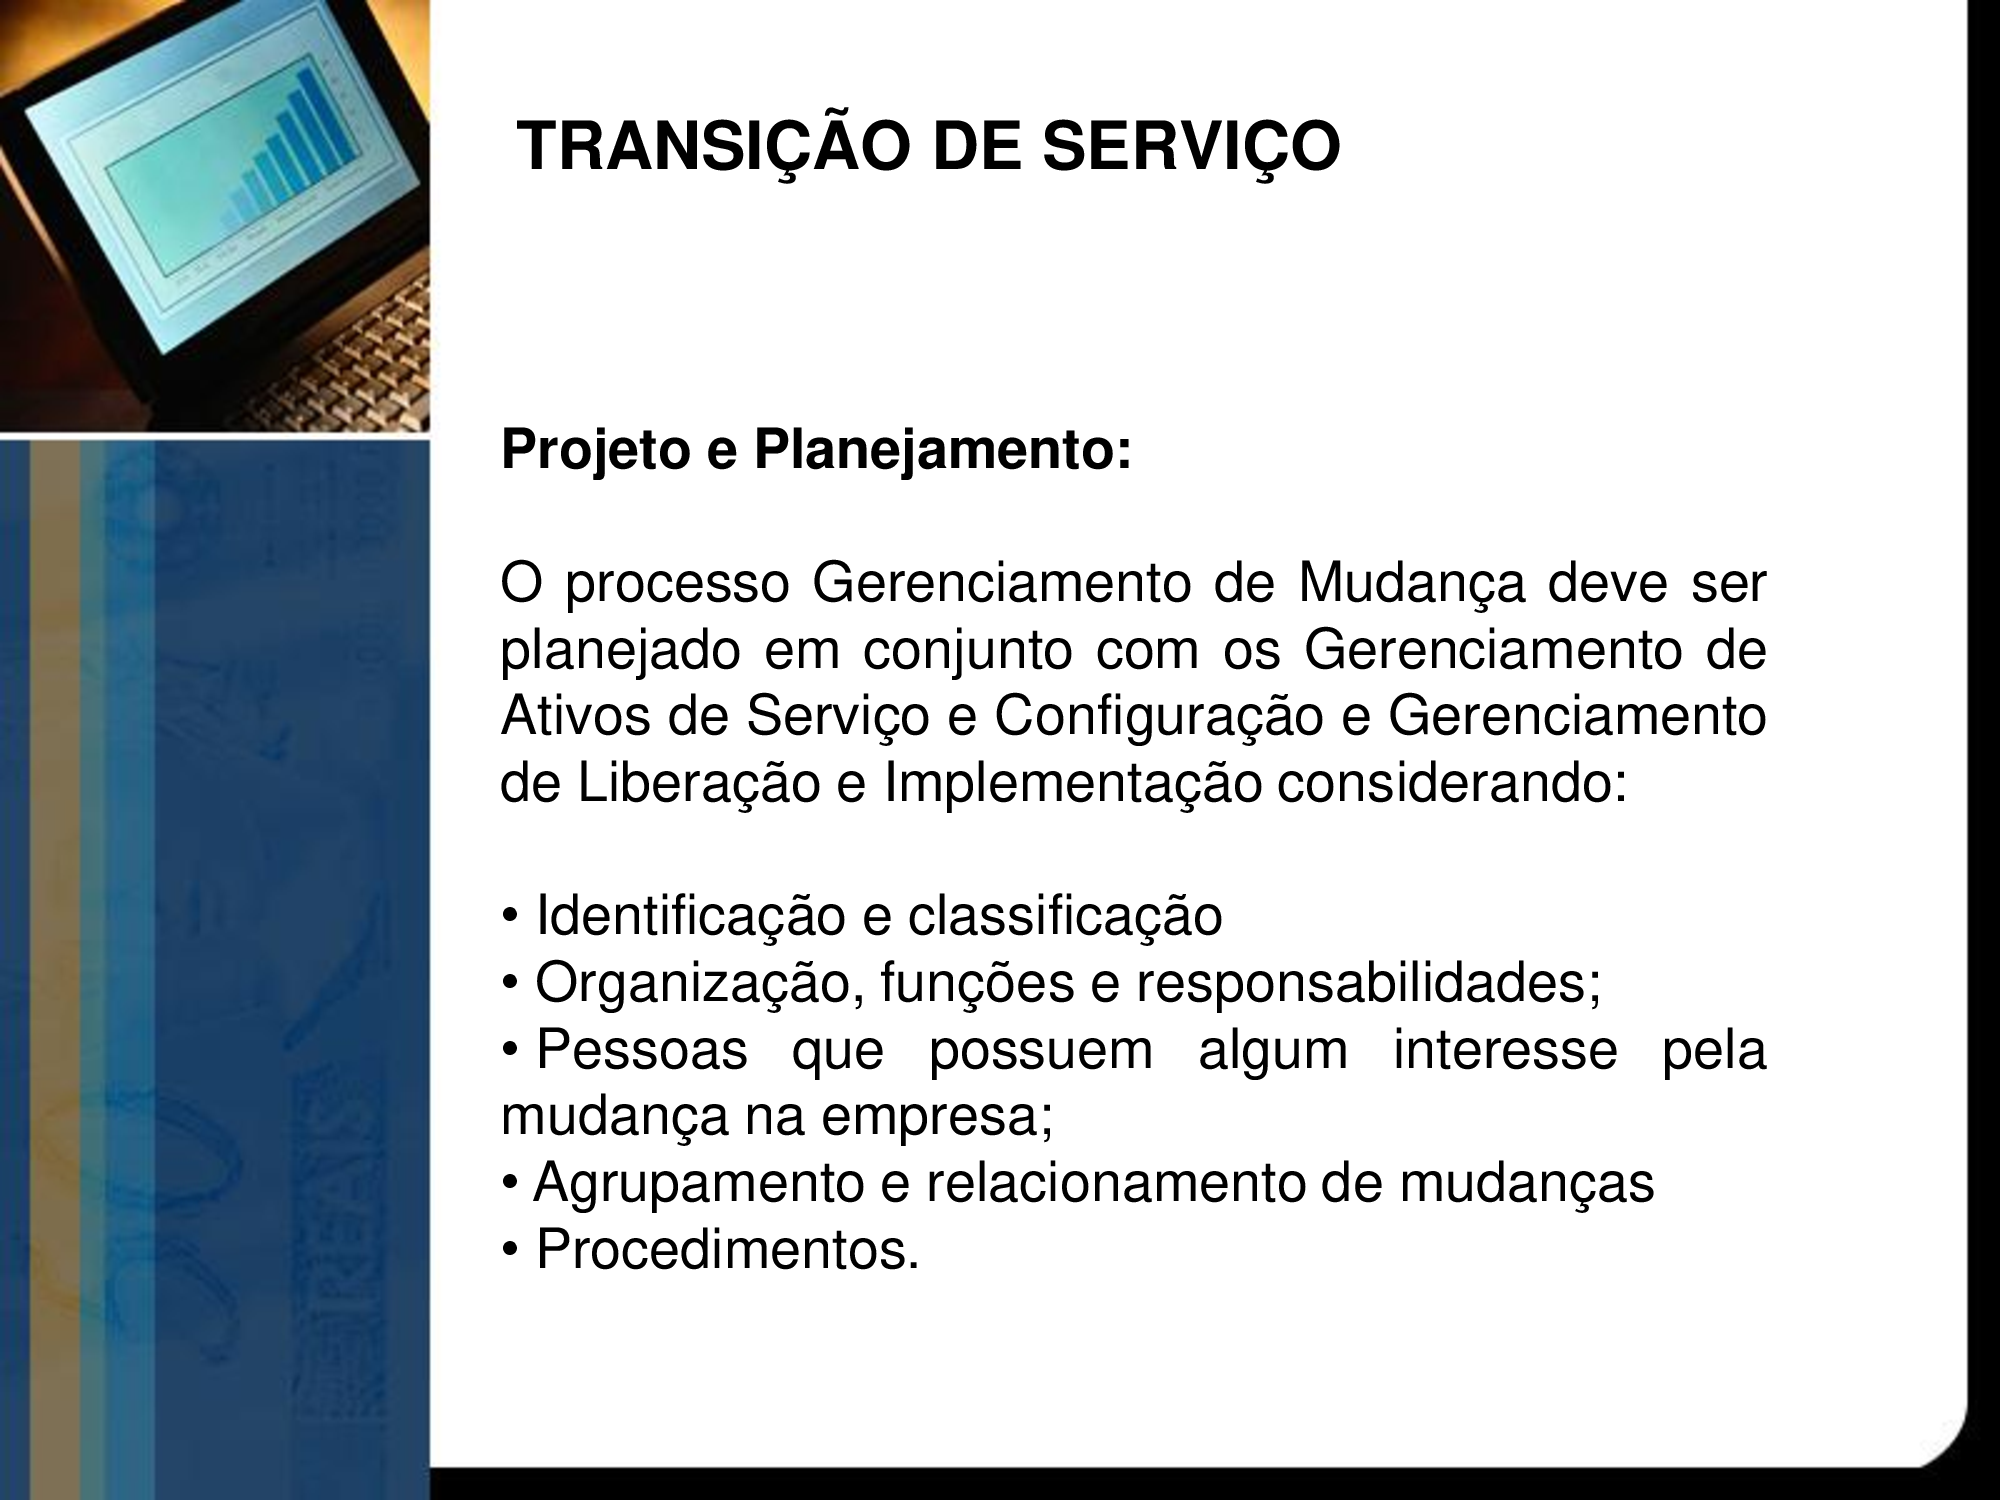 TRANSIÇÃO DE SERVIÇO
Projeto e Planejamento:
O processo Gerenciamento de Mudança deve ser
planejado em conjunto com os Gerenciamento de
Ativos de Serviço e Configuração e Gerenciamento
de Liberação e Implementação considerando:
• Identificação e classificação
• Organização, funções e responsabilidades;
• Pessoas que possuem algum interesse pela
mudança na empresa;
• Agrupamento e relacionamento de mudanças
• Procedimentos.
REAIS